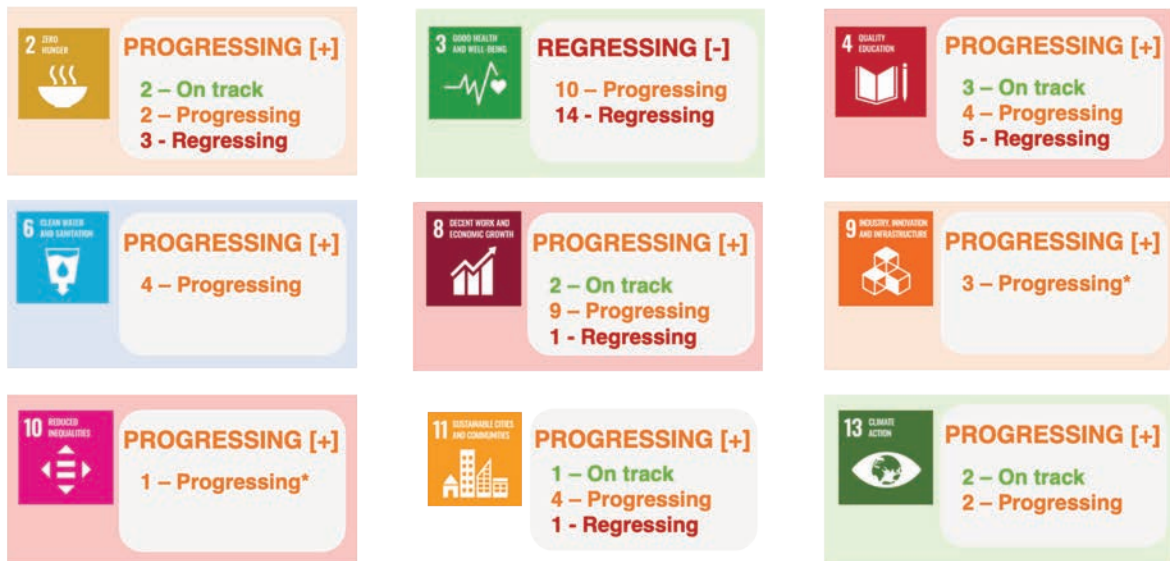 2 ZERO
HUNGER
PROGRESSING [+]
2 – On track
2 – Progressing
3 - Regressing
3 GOOD HEALTH
AND WELL-BEING
REGRESSING [-]
10 – Progressing
14 - Regressing
4 QUALITY
EDUCATION
PROGRESSING [+]
3 – On track
4 – Progressing
5 - Regressing
6 CLEAN WATER
AND SANITATION
PROGRESSING [+]
4 – Progressing
8 DECENT WORK AND
ECONOMIC GROWTH
PROGRESSING [+]
2 – On track
9 – Progressing
1 - Regressing
9 INDUSTRY, INNOVATION
AND INFRASTRUCTURE
PROGRESSING [+]
3 – Progressing*
10 REDUCED
INEQUALITIES
PROGRESSING [+]
1 – Progressing*
11 SUSTAINABLE CITIES
AND COMMUNITIES
PROGRESSING [+]
1 – On track
4 – Progressing
1 - Regressing
13 CLIMATE
ACTION
PROGRESSING [+]
2 – On track
2 – Progressing